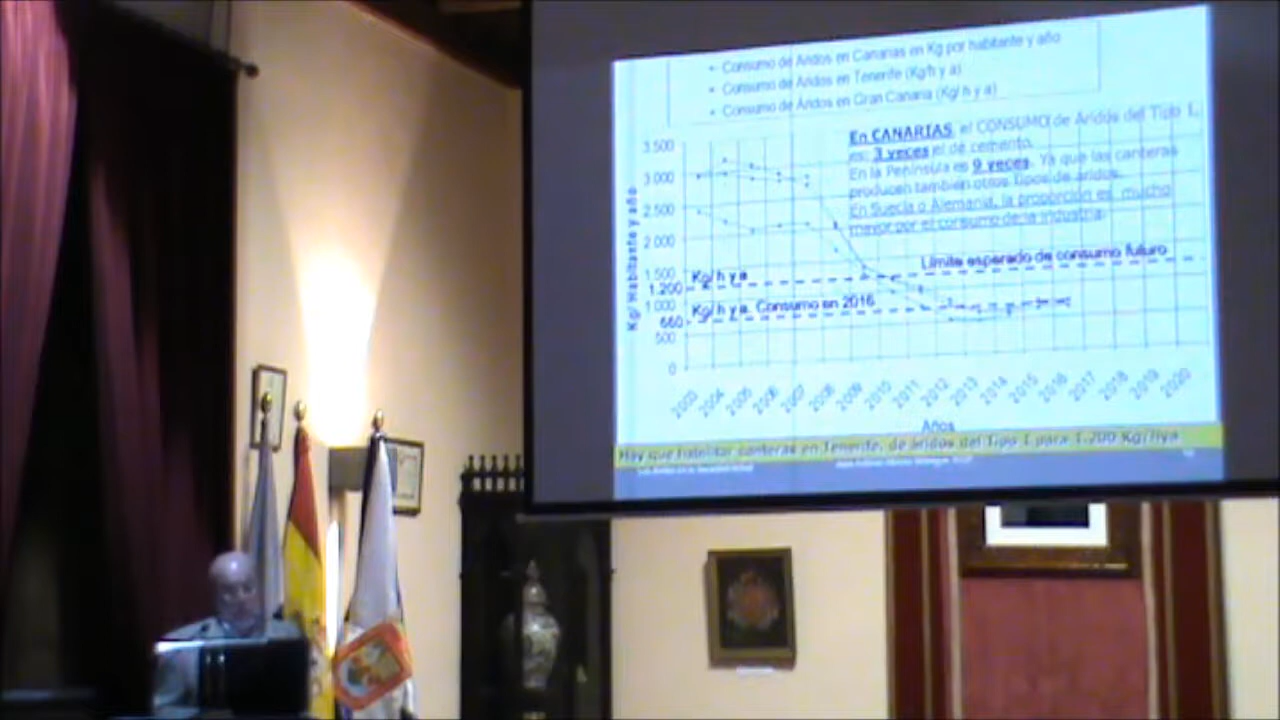 Consumo de Aridos en Canarias en Kg por habitante y año
Consumo de Áridos en Tenerife (Kg/h y a)
Consumo de Áridos en Gran Canaria (Kg/ h y a)
En CANARIAS, el CONSUMO de Áridos del Tipo I,
es: 3 veces el de cemento.
En la Península es 9 veces. Ya que las canteras
producen también otros tipos de áridos.
En Suecia o Alemania, la proporción es mucho
mayor por el consumo de la industria.
3.500
3.000
2.500
2.000
1.500
1.200
1.000
660
500
0
Kg/ Habitante y año
Kg/ h y a
Límite esperado de consumo futuro
Kg/ h y a. Consumo en 2016
2003 2004 2005 2006 2007 2008 2009 2010 2011 2012 2013 2014 2015 2016 2017 2018 2019 2020
Años
Hay que habilitar canteras en Tenerife, de áridos del Tipo I para 1.200 Kg/hya